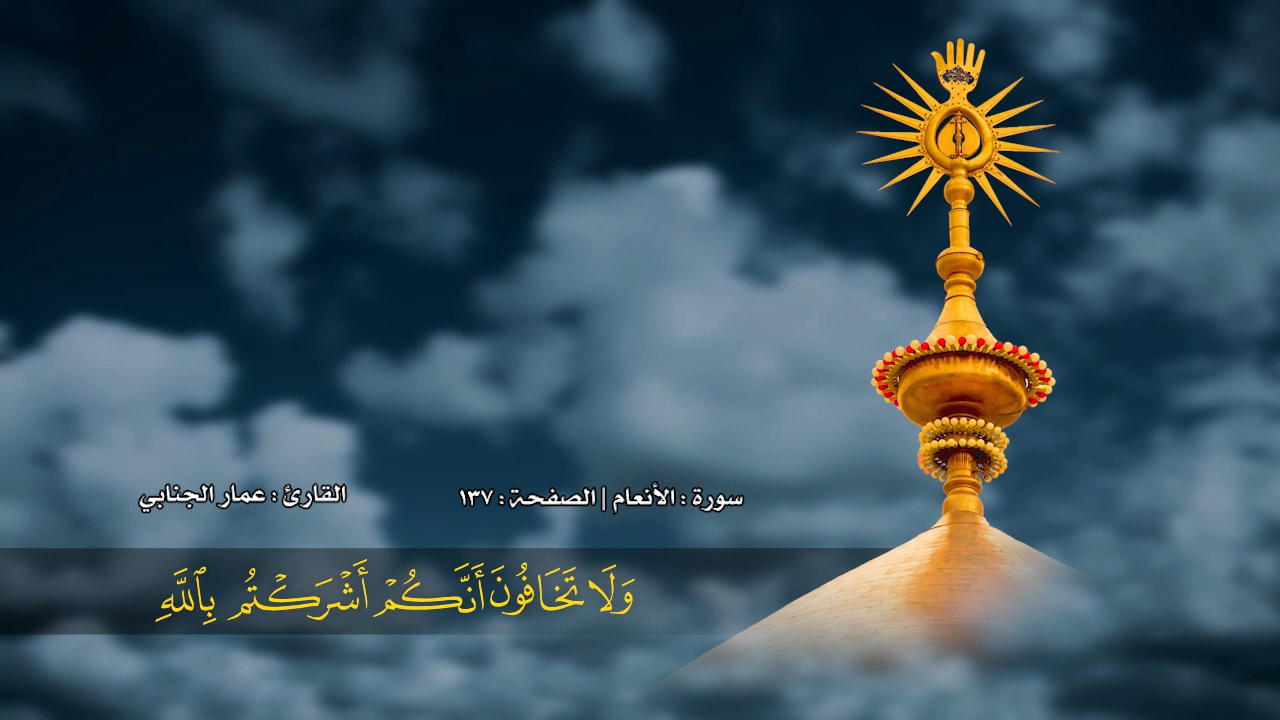 سورة : الأنعام | الصفحة : ١٣٧
القارئ : عمار الجنابي
وَلَا تَخَافُونَ أَنَّكُمْ أَشْرَكْتُم بِٱللَّهِ